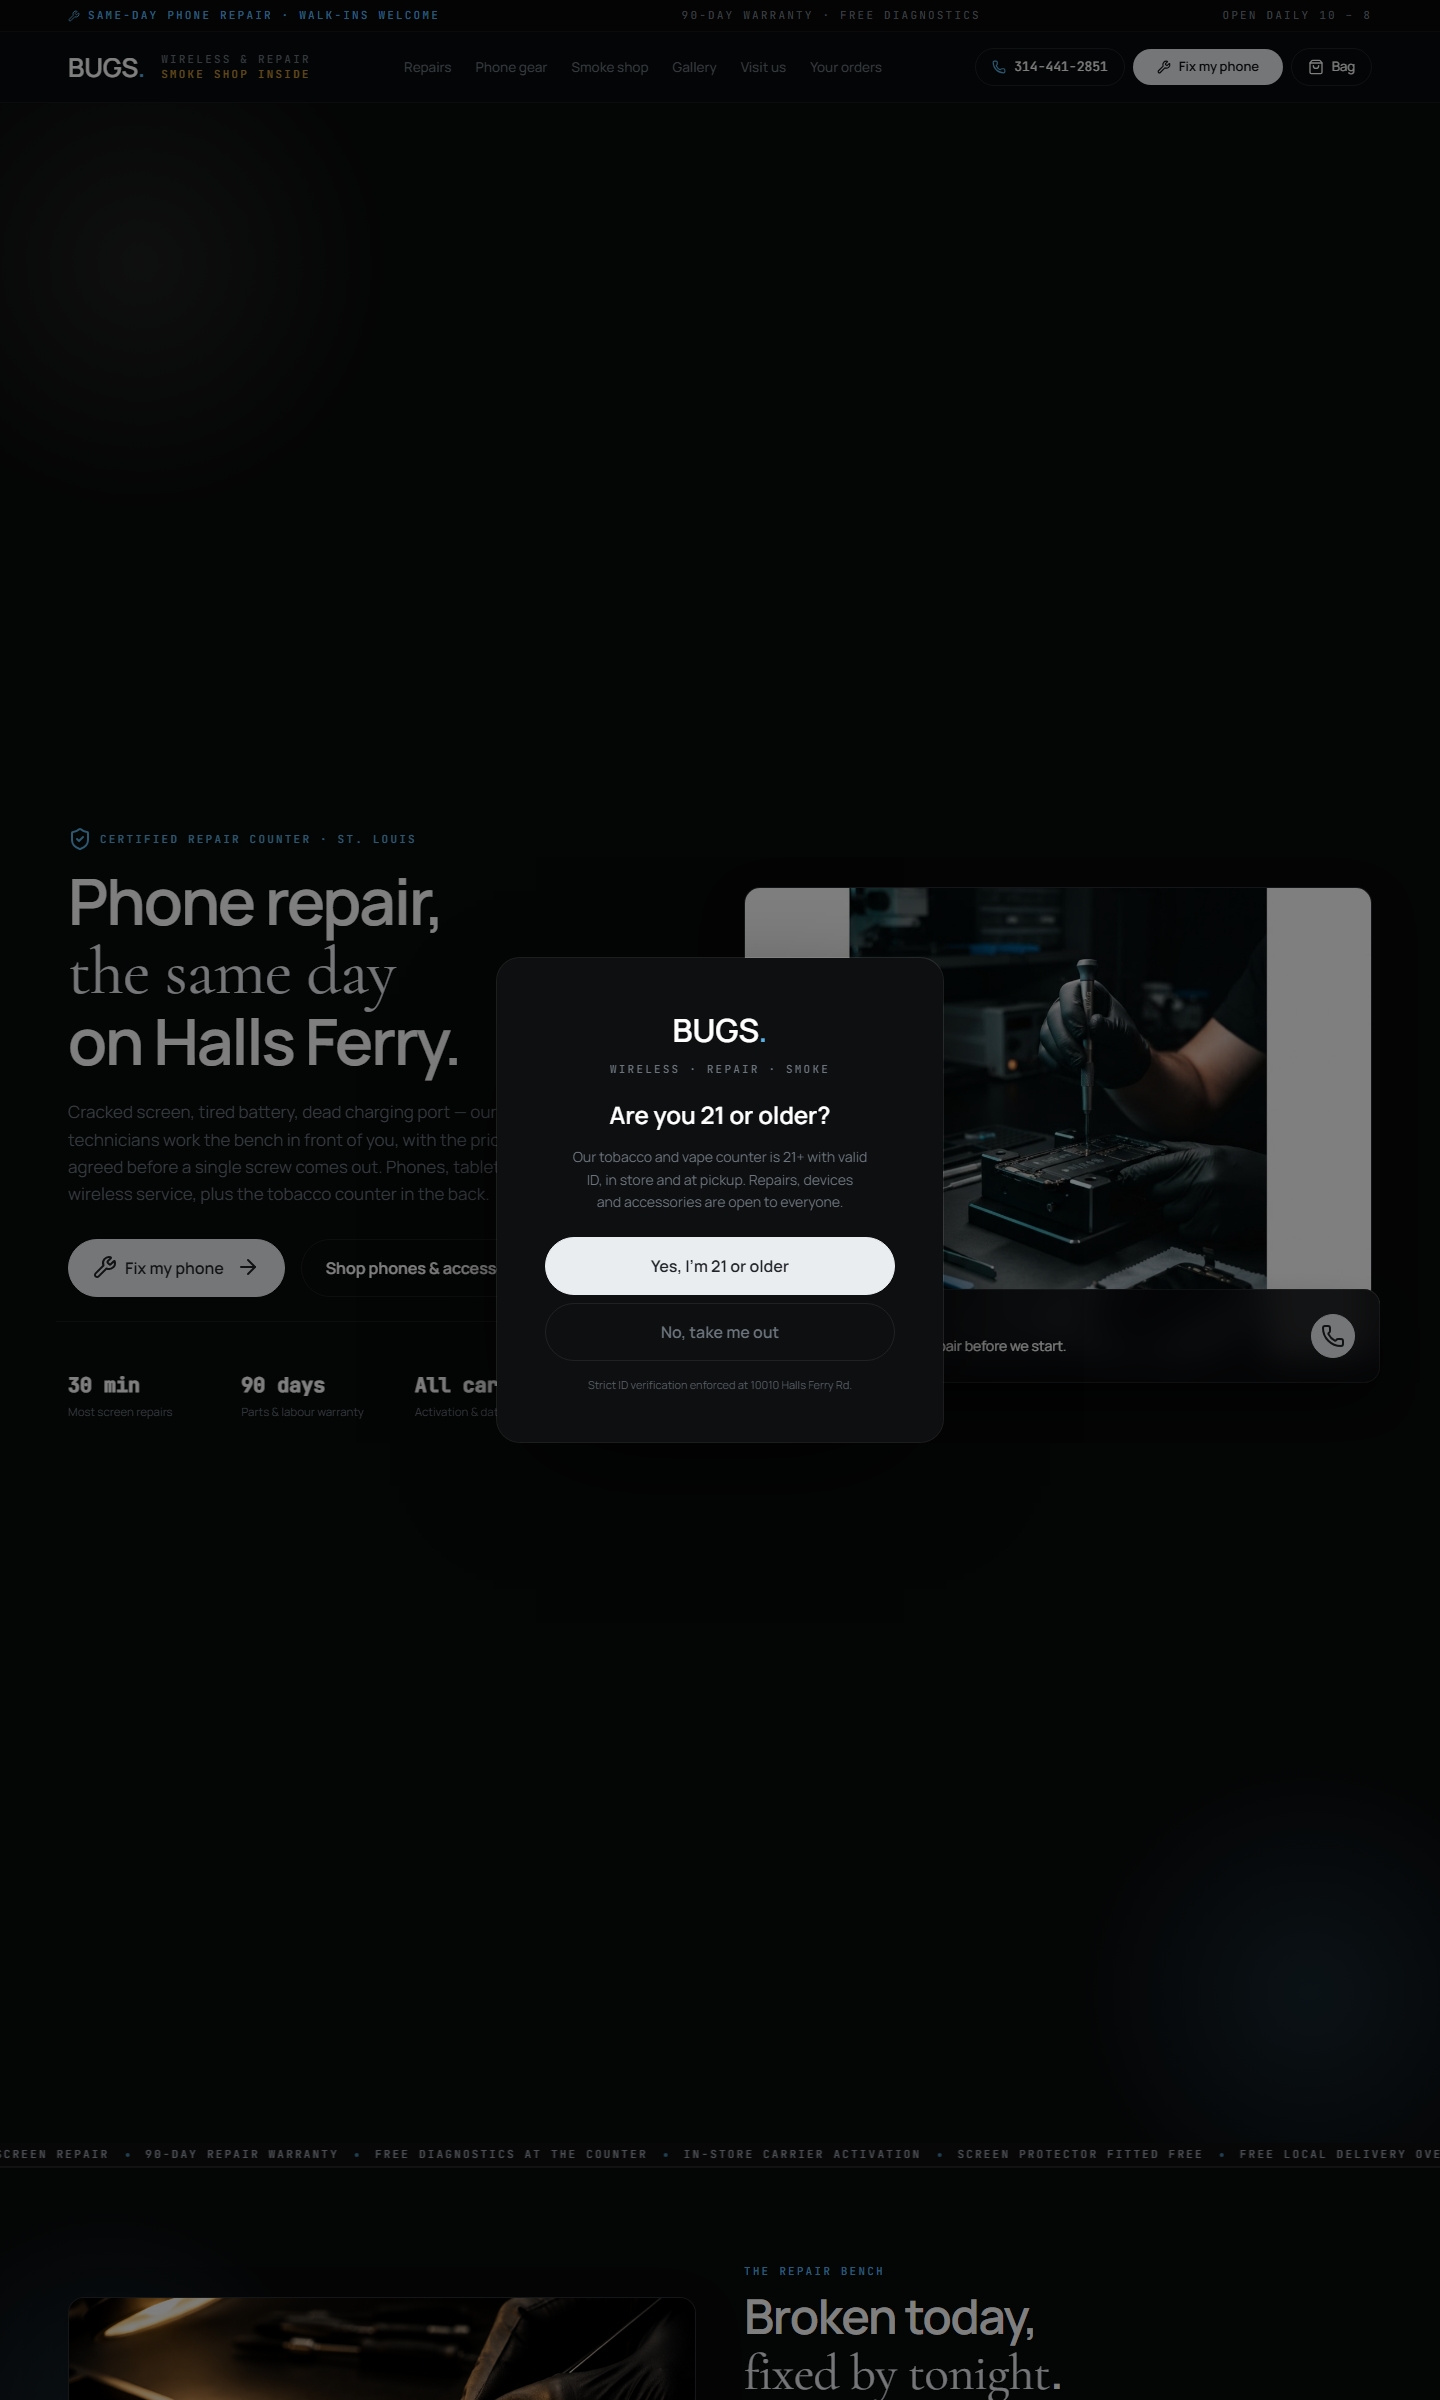 SAME-DAY PHONE REPAIR · WALK-INS WELCOME
90-DAY WARRANTY · FREE DIAGNOSTICS
OPEN DAILY 10 – 8
BUGS.
WIRELESS & REPAIR
SMOKE SHOP INSIDE
Repairs
Phone gear
Smoke shop
Gallery
Visit us
Your orders
314-441-2851
Fix my phone
Bag
CERTIFIED REPAIR COUNTER · ST. LOUIS
Phone repair,
the same day
on Halls Ferry.
Cracked screen, tired battery, dead charging port — our
technicians work the bench in front of you, with the
agreed before a single screw comes out. Phones,
wireless service, plus the tobacco counter in the back.
Fix my phone
Shop phones &
30 min
Most screen repairs
90 days
Parts & labour warranty
All
Activation &
BUGS.
WIRELESS · REPAIR · SMOKE
Are you 21 or older?
Our tobacco and vape counter is 21+ with valid
ID, in store and at pickup. Repairs, devices
and accessories are open to everyone.
Yes, I'm 21 or older
No, take me out
Strict ID verification enforced at 10010 Halls Ferry Rd.
before we start.
SCREEN REPAIR • 90-DAY REPAIR WARRANTY • FREE DIAGNOSTICS AT THE COUNTER • IN-STORE CARRIER ACTIVATION • SCREEN PROTECTOR FITTED FREE • FREE LOCAL DELIVERY
THE REPAIR BENCH
Broken today,
fixed by tonight.